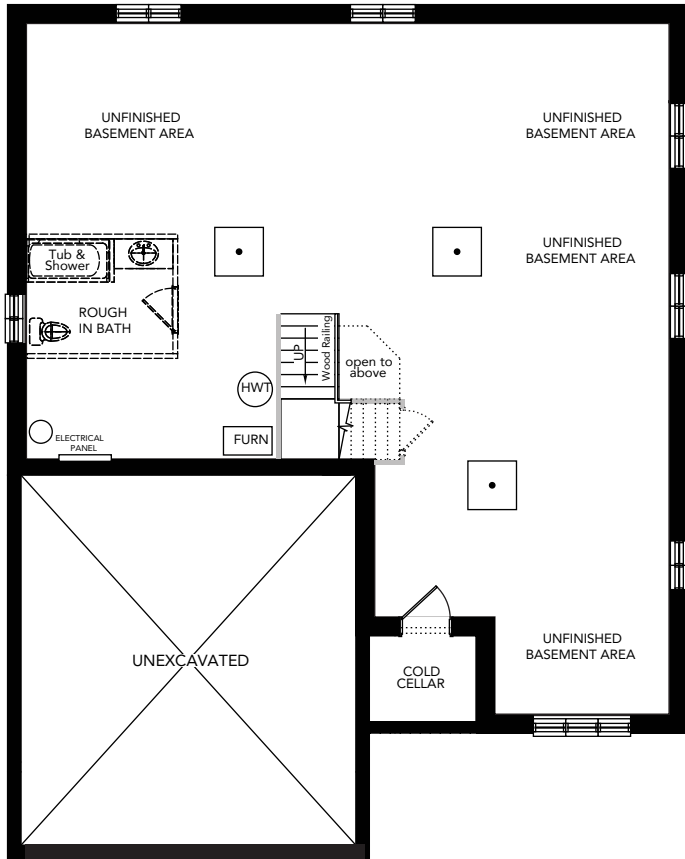 UNFINISHED
BASEMENT AREA
UNFINISHED
BASEMENT AREA
UNFINISHED
BASEMENT AREA
Tub &
Shower
ROUGH
IN BATH
UP
Wood Railing
open to
above
HWT
FURN
ELECTRICAL
PANEL
UNEXCAVATED
COLD
CELLAR
UNFINISHED
BASEMENT AREA